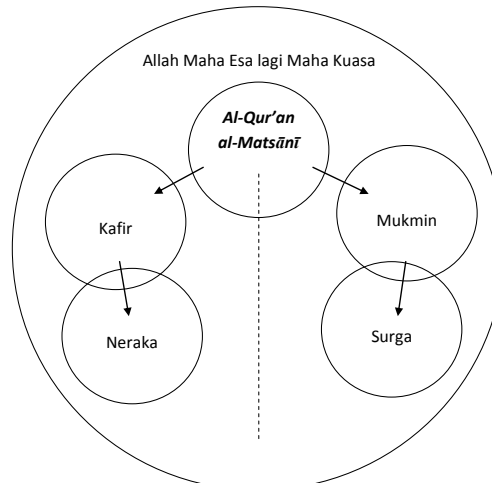 Allah Maha Esa lagi Maha Kuasa
Al-Qur’an
al-Matsānī
Kafir
Mukmin
Neraka
Surga